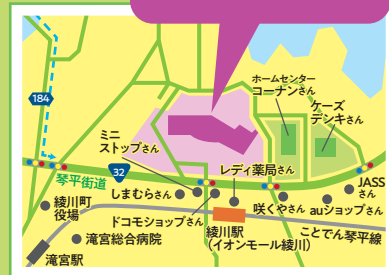 ホームセンター
コーナンさん
184
ケーズ
デンキさん
ミニ
ストップさん
32
レディ薬局さん
琴平街道
しまむらさん
JASS
さん
綾川町
役場
ドコモショップさん
咲くやさん
auショップさん
綾川駅
(イオンモール綾川)
ことでん琴平線
滝宮総合病院
滝宮駅